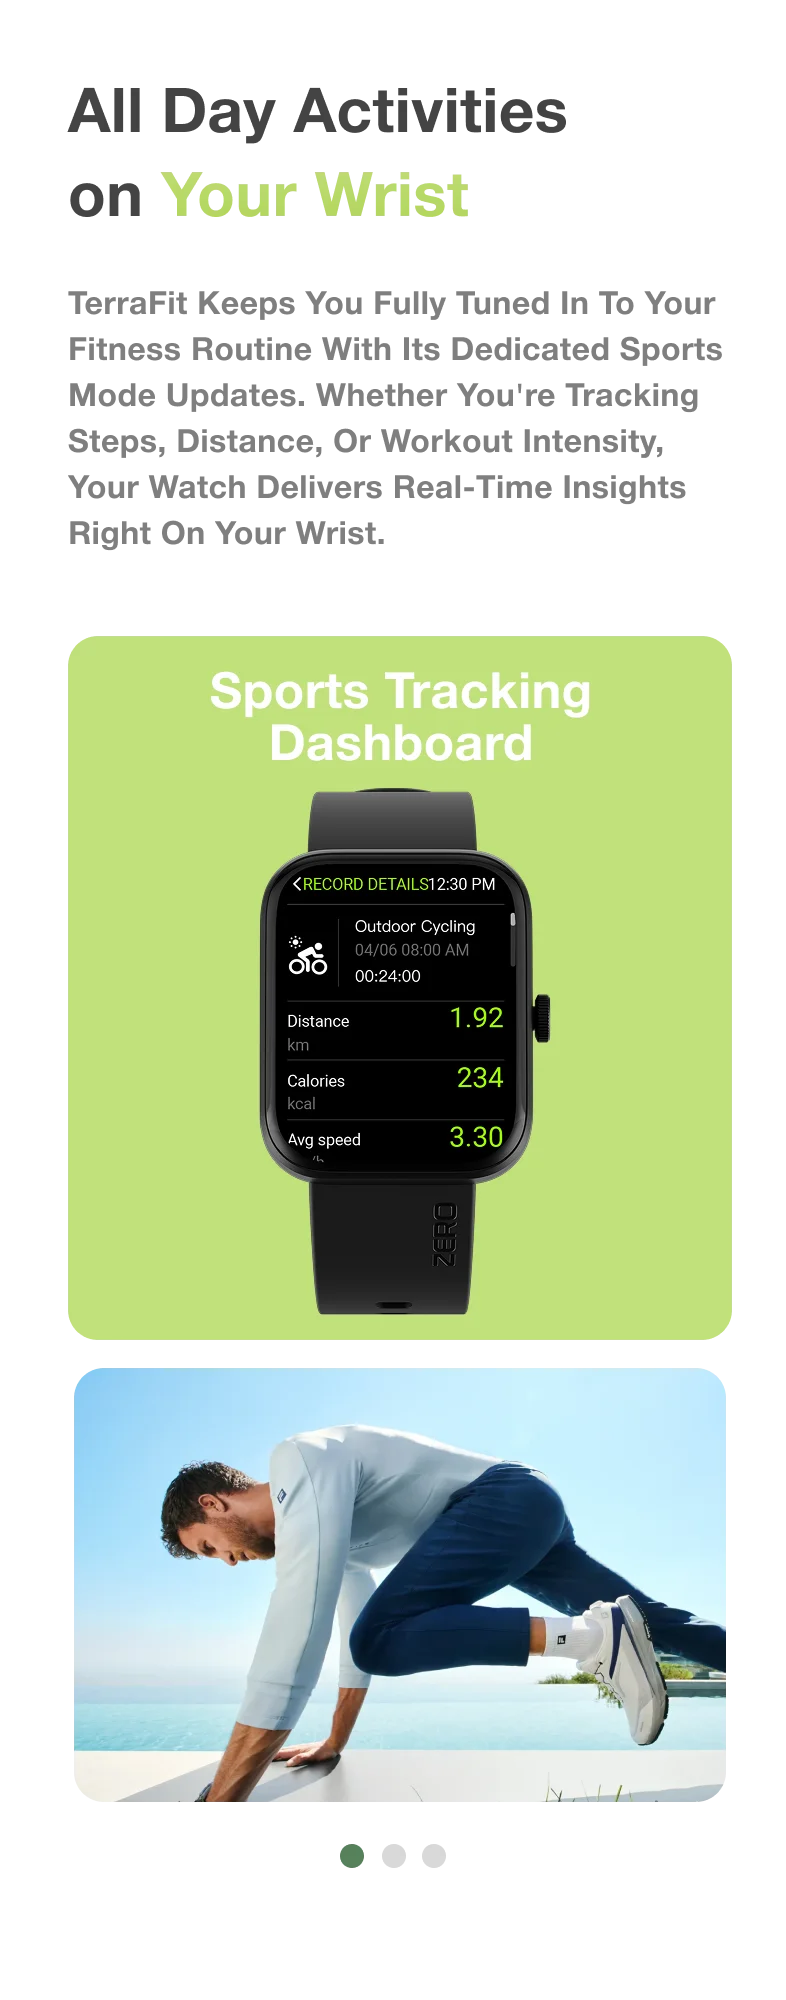 All Day Activities
on Your Wrist
TerraFit Keeps You Fully Tuned In To Your
Fitness Routine With Its Dedicated Sports
Mode Updates. Whether You're Tracking
Steps, Distance, Or Workout Intensity,
Your Watch Delivers Real-Time Insights
Right On Your Wrist.
Sports Tracking
Dashboard
RECORD DETAILS 12:30 PM
Outdoor Cycling
04/06 08:00 AM
00:24:00
Distance 1.92
km
Calories 234
kcal
Avg speed 3.30
ZERO